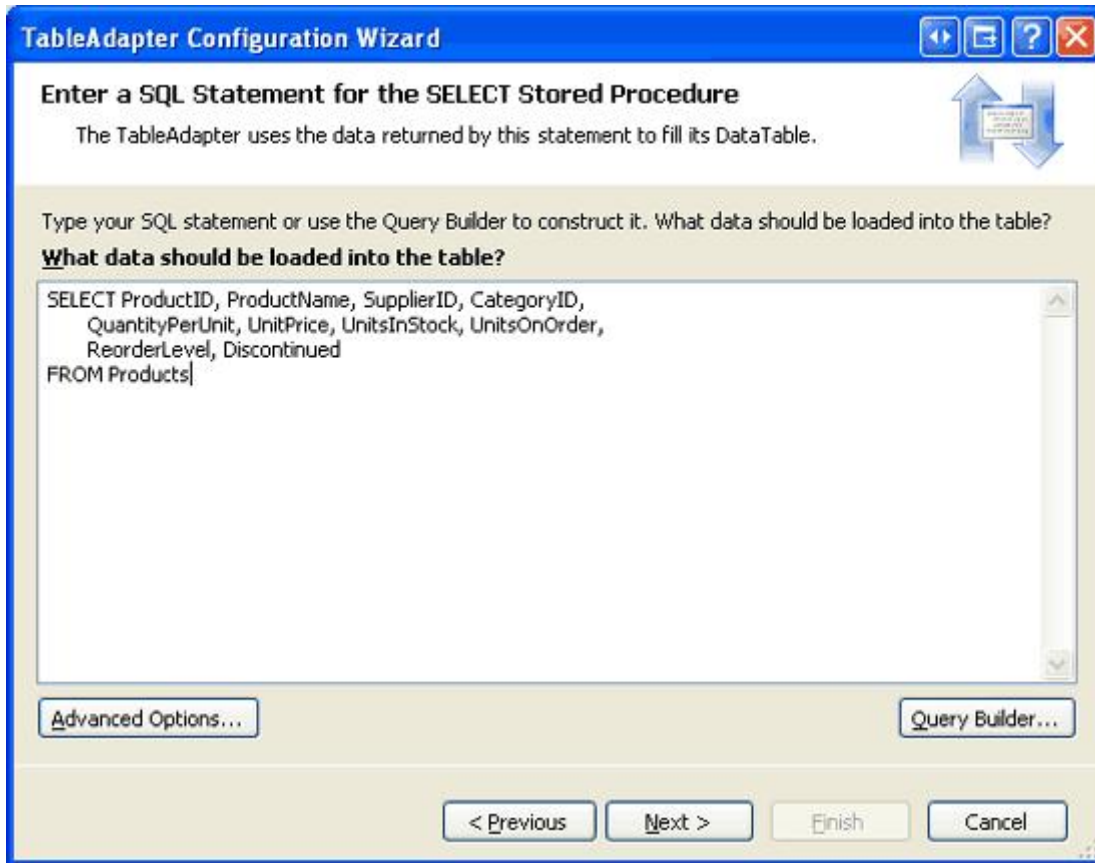 TableAdapter Configuration Wizard
Enter a SQL Statement for the SELECT Stored Procedure
The TableAdapter uses the data returned by this statement to fill its DataTable.
Type your SQL statement or use the Query Builder to construct it. What data should be loaded into the table?
What data should be loaded into the table?
SELECT ProductID, ProductName, SupplierID, CategoryID,
QuantityPerUnit, UnitPrice, UnitsInStock, UnitsOnOrder,
ReorderLevel, Discontinued
FROM Products
Advanced Options... Query Builder...
< Previous Next > Finish Cancel